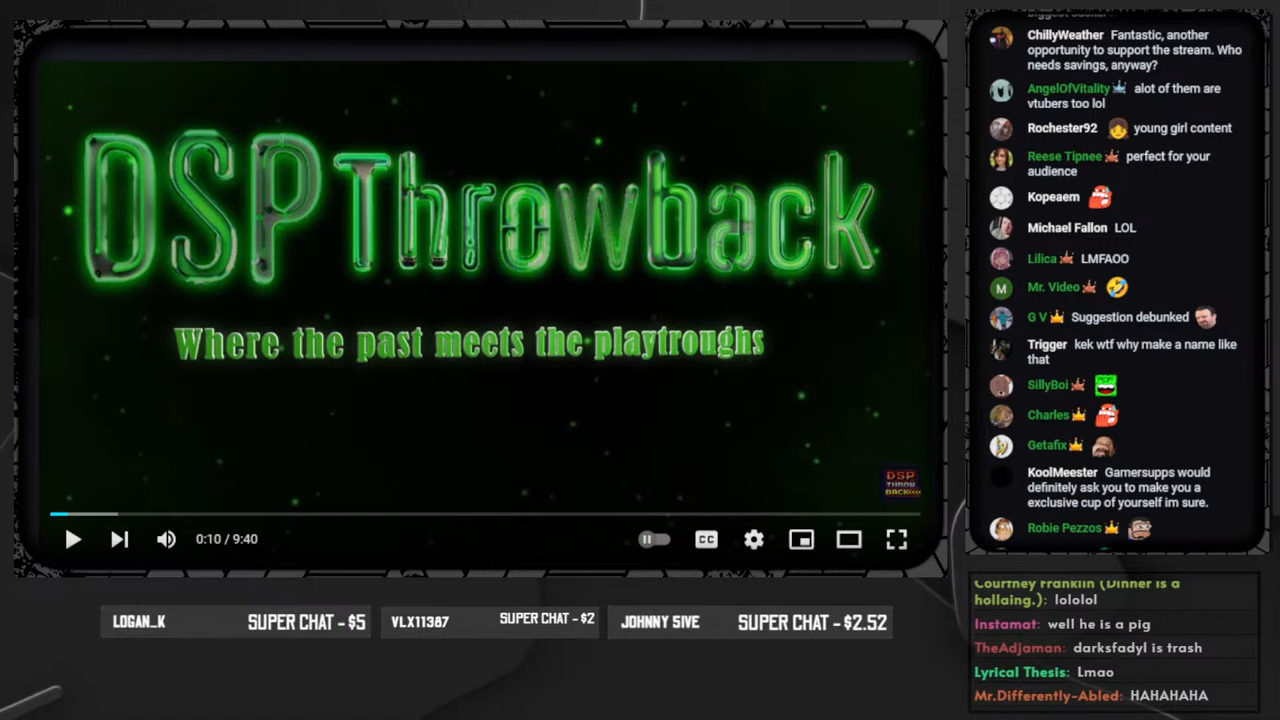 DSP Throwback
Where the past meets the playtroughs
DSP
THROW
BACK
0:10 / 9:40
CC
LOGAN_K SUPER CHAT - $5
VLX11387 SUPER CHAT - $2
JOHNNY 5IVE SUPER CHAT - $2.52
ChillyWeather Fantastic, another
opportunity to support the stream. Who
needs savings, anyway?
AngelOfVitality alot of them are
vtubers too lol
Rochester92 young girl content
Reese Tipnee perfect for your
audience
Kopeaem
Michael Fallon LOL
Lilica LMFAOO
M
Mr. Video
G V Suggestion debunked
Trigger kek wtf why make a name like
that
SillyBoi
Charles
Getafix
KoolMeester Gamersupps would
definitely ask you to make you a
exclusive cup of yourself im sure.
Robie Pezzos
Courtney Franklin (Dinner is a
hollaing.): lololol
Instamat: well he is a pig
TheAdjaman: darksfadyl is trash
Lyrical Thesis: Lmao
Mr.Differently-Abled: HAHAHAHA